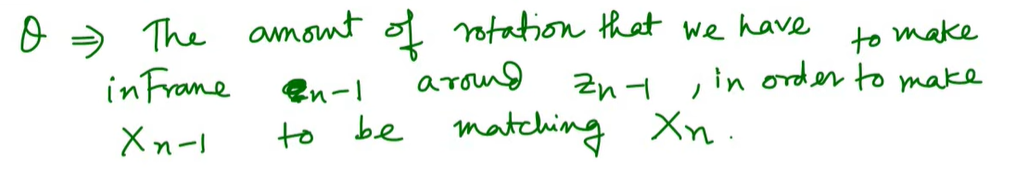 θ ⇒ The amount of rotation that we have to make
in Frame n-1 around Zn-1, in order to make
Xn-1 to be matching Xn.